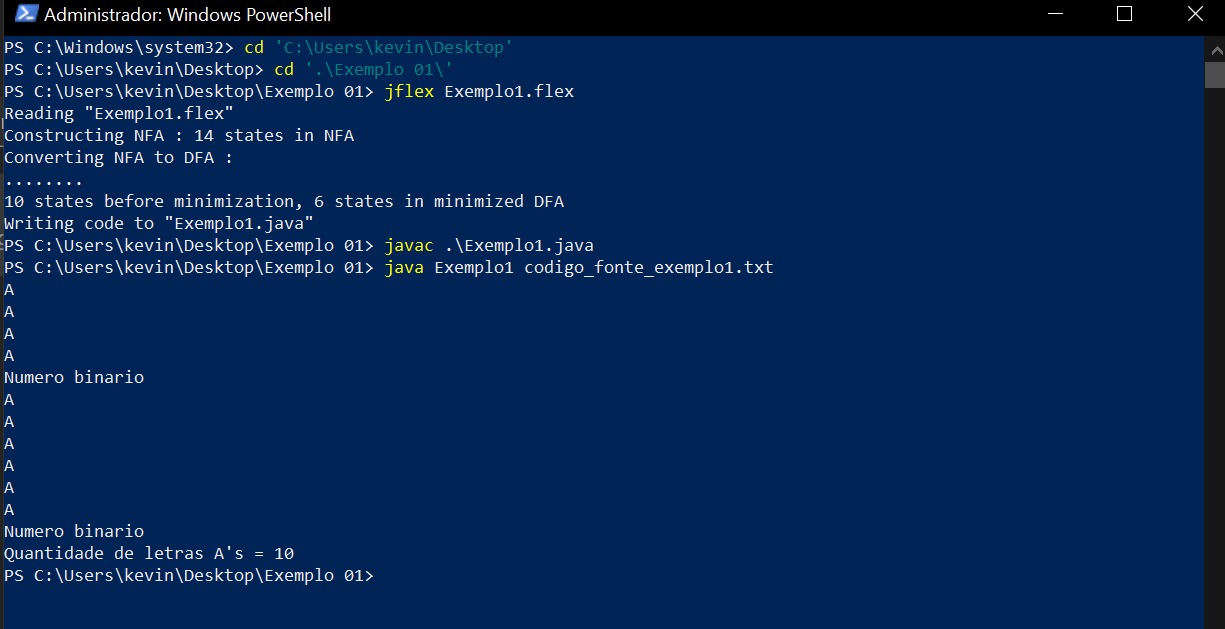 Administrador: Windows PowerShell
PS C:\Windows\system32> cd 'C:\Users\kevin\Desktop'
PS C:\Users\kevin\Desktop> cd '.\Exemplo 01\'
PS C:\Users\kevin\Desktop\Exemplo 01> jflex Exemplo1.flex
Reading "Exemplo1.flex"
Constructing NFA : 14 states in NFA
Converting NFA to DFA :
........
10 states before minimization, 6 states in minimized DFA
Writing code to "Exemplo1.java"
PS C:\Users\kevin\Desktop\Exemplo 01> javac .\Exemplo1.java
PS C:\Users\kevin\Desktop\Exemplo 01> java Exemplo1 codigo_fonte_exemplo1.txt
A
A
A
A
Numero binario
A
A
A
A
A
A
Numero binario
Quantidade de letras A's = 10
PS C:\Users\kevin\Desktop\Exemplo 01>